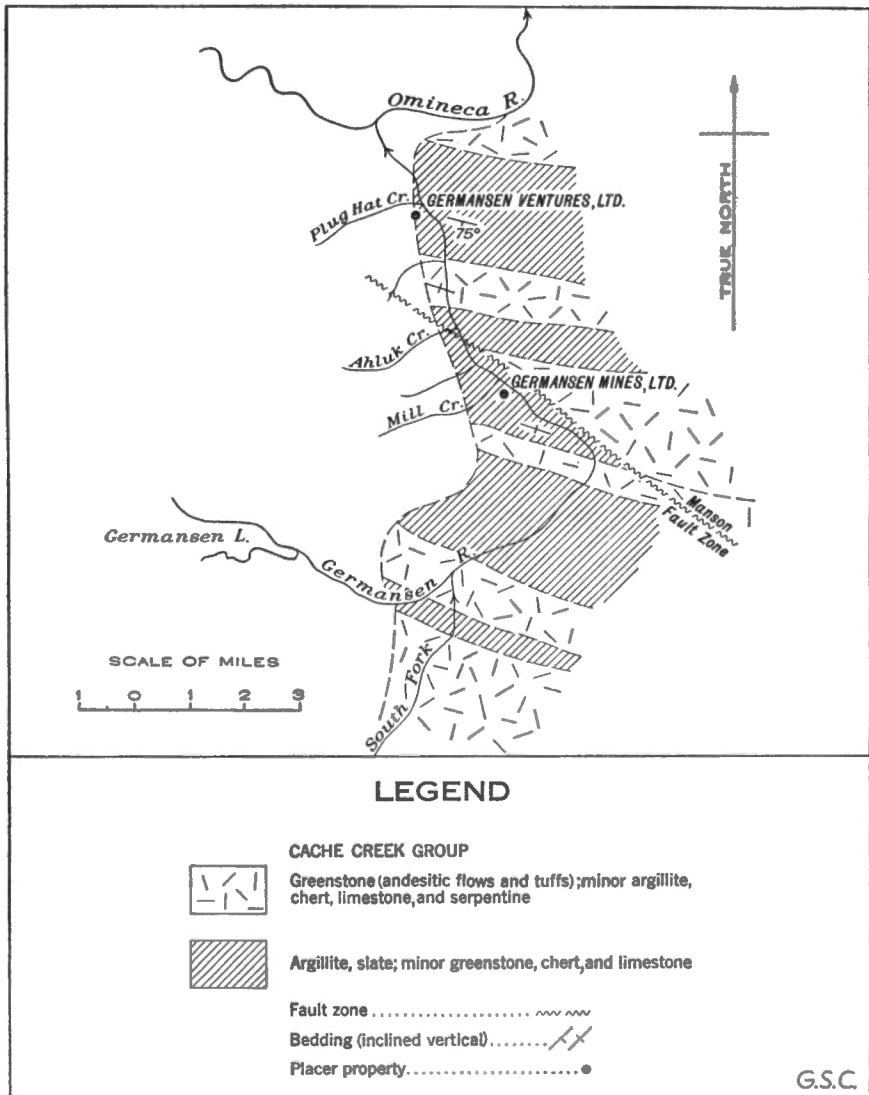 Omineca R.
Plug Hat Cr.
GERMANSEN VENTURES, LTD.
75°
TRUE NORTH
Ahluk Cr.
GERMANSEN MINES, LTD.
Mill Cr.
Manson
Fault Zone
Germansen L.
Germansen R.
SCALE OF MILES
1 0 1 2 3
South Fork
LEGEND
CACHE CREEK GROUP
Greenstone (andesitic flows and tuffs); minor argillite,
chert, limestone, and serpentine
Argillite, slate; minor greenstone, chert, and limestone
Fault zone
Bedding (inclined vertical)
Placer property
G.S.C.